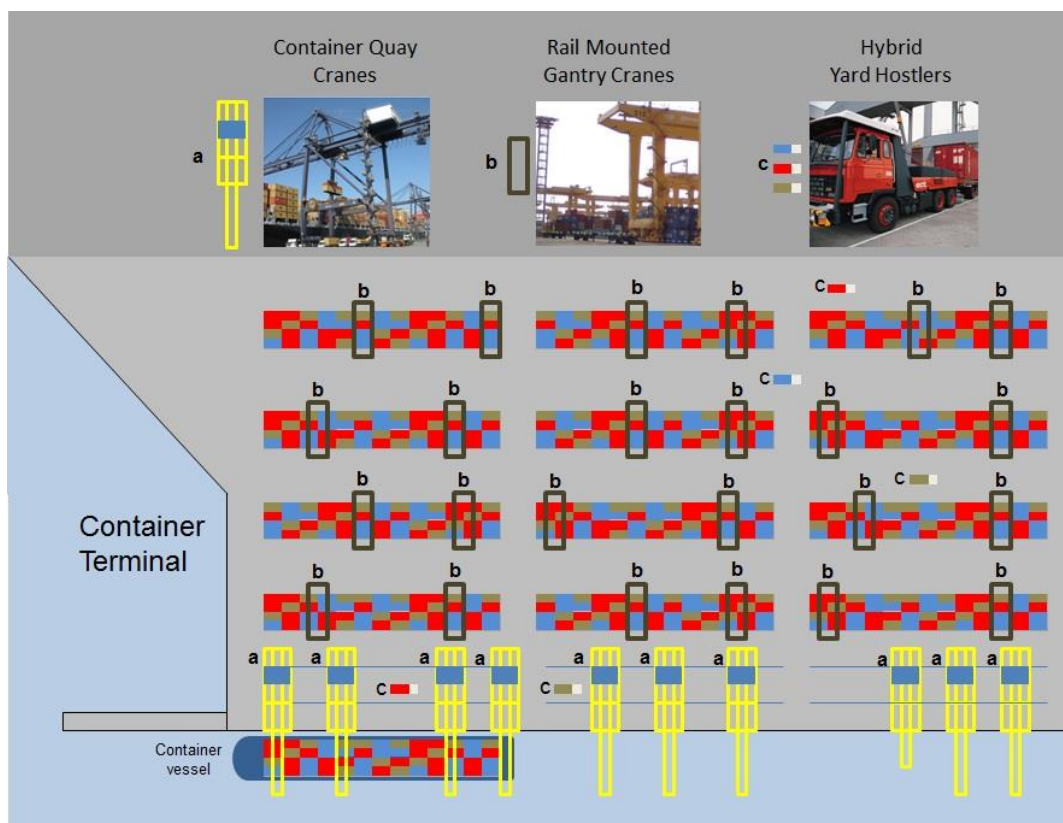 Container Quay
Cranes
Rail Mounted
Gantry Cranes
Hybrid
Yard Hostlers
a
b
c
b
b
b
b
C
b
b
C
b
b
b
b
b
b
b
b
b
b
b
C
b
Container
Terminal
b
b
b
b
b
b
a
a
a
a
a
a
a
a
a
a
C
C
Container
vessel